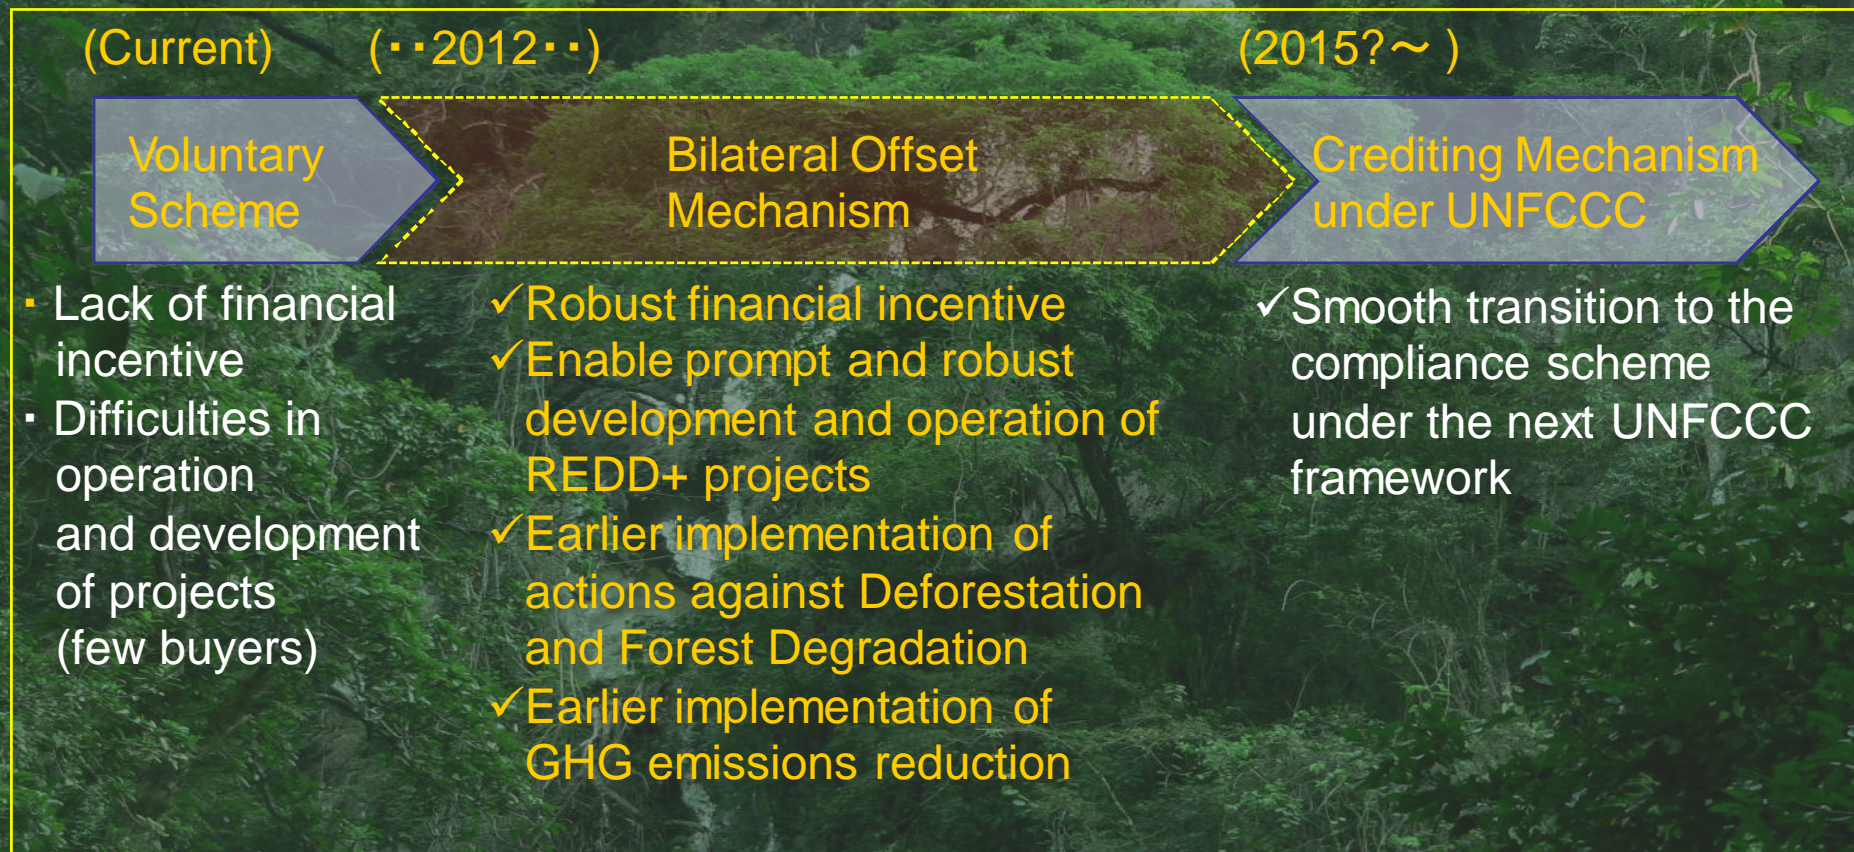 (Current)
(・・2012・・)
(2015?～ )
Voluntary
Scheme
Bilateral Offset
Mechanism
Crediting Mechanism
under UNFCCC
・Lack of financial
incentive
・Difficulties in
operation
and development
of projects
(few buyers)
✓Robust financial incentive
✓Enable prompt and robust
development and operation of
REDD+ projects
✓Earlier implementation of
actions against Deforestation
and Forest Degradation
✓Earlier implementation of
GHG emissions reduction
✓Smooth transition to the
compliance scheme
under the next UNFCCC
framework